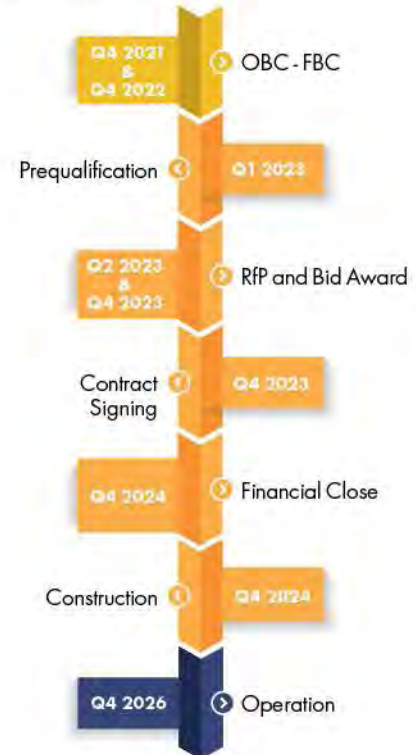 Q4 2021
&
Q4 2022
OBC - FBC
Prequalification
Q1 2023
Q2 2023
&
Q4 2023
RfP and Bid Award
Contract
Signing
Q4 2023
Q4 2024
Financial Close
Construction
Q4 2024
Q4 2026
Operation